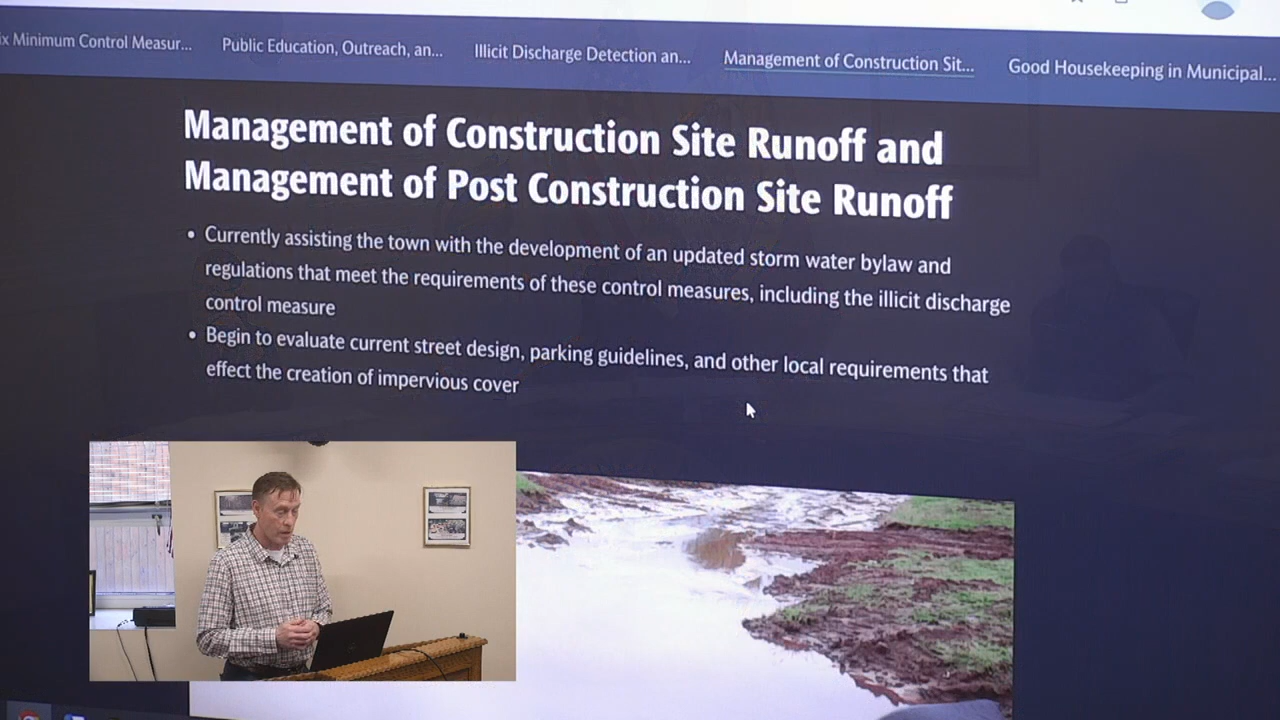 ix Minimum Control Measur...
Public Education, Outreach, an...
Illicit Discharge Detection an...
Management of Construction Sit...
Good Housekeeping in Municipal...
Management of Construction Site Runoff and
Management of Post Construction Site Runoff
• Currently assisting the town with the development of an updated storm water bylaw and
regulations that meet the requirements of these control measures, including the illicit discharge
control measure
• Begin to evaluate current street design, parking guidelines, and other local requirements that
effect the creation of impervious cover